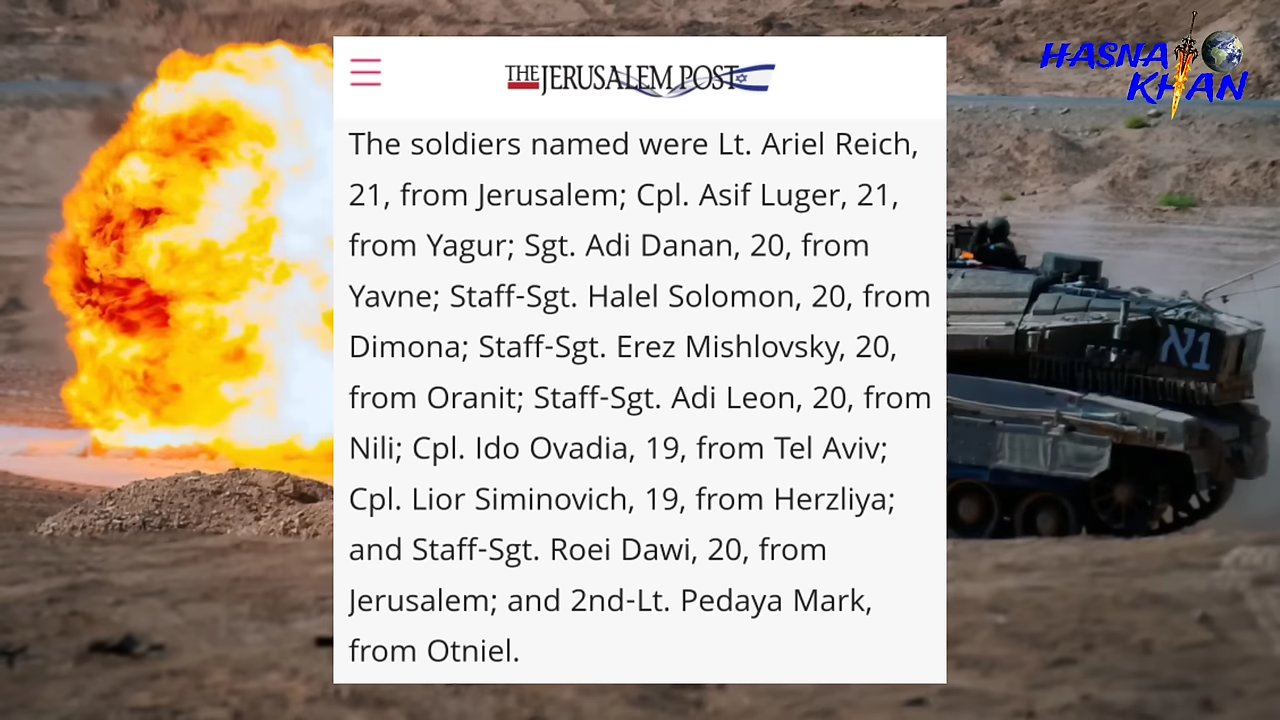 HASNA
KHAN
THE JERUSALEM POST
The soldiers named were Lt. Ariel Reich,
21, from Jerusalem; Cpl. Asif Luger, 21,
from Yagur; Sgt. Adi Danan, 20, from
Yavne; Staff-Sgt. Halel Solomon, 20, from
Dimona; Staff-Sgt. Erez Mishlovsky, 20,
from Oranit; Staff-Sgt. Adi Leon, 20, from
Nili; Cpl. Ido Ovadia, 19, from Tel Aviv;
Cpl. Lior Siminovich, 19, from Herzliya;
and Staff-Sgt. Roei Dawi, 20, from
Jerusalem; and 2nd-Lt. Pedaya Mark,
from Otniel.
א1